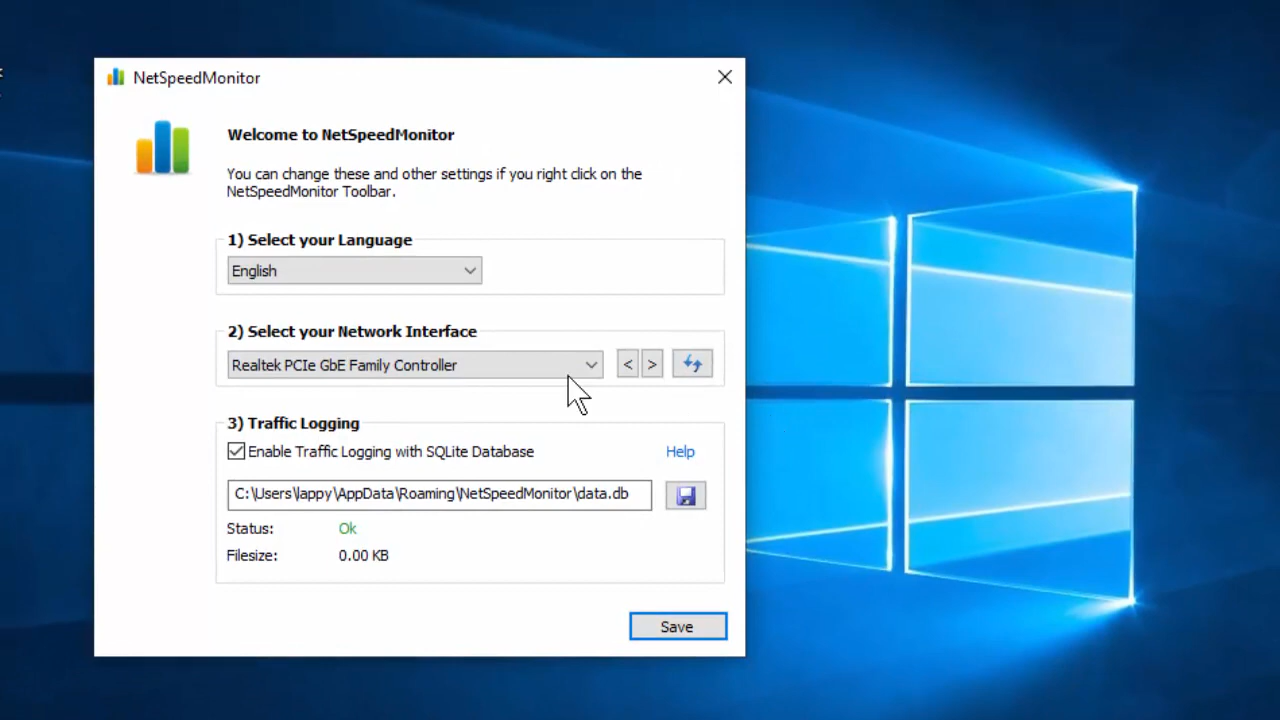 NetSpeedMonitor
Welcome to NetSpeedMonitor
You can change these and other settings if you right click on the
NetSpeedMonitor Toolbar.
1) Select your Language
English
2) Select your Network Interface
Realtek PCIe GbE Family Controller
< >
3) Traffic Logging
Enable Traffic Logging with SQLite Database Help
C:\Users\lappy\AppData\Roaming\NetSpeedMonitor\data.db
Status: Ok
Filesize: 0.00 KB
Save